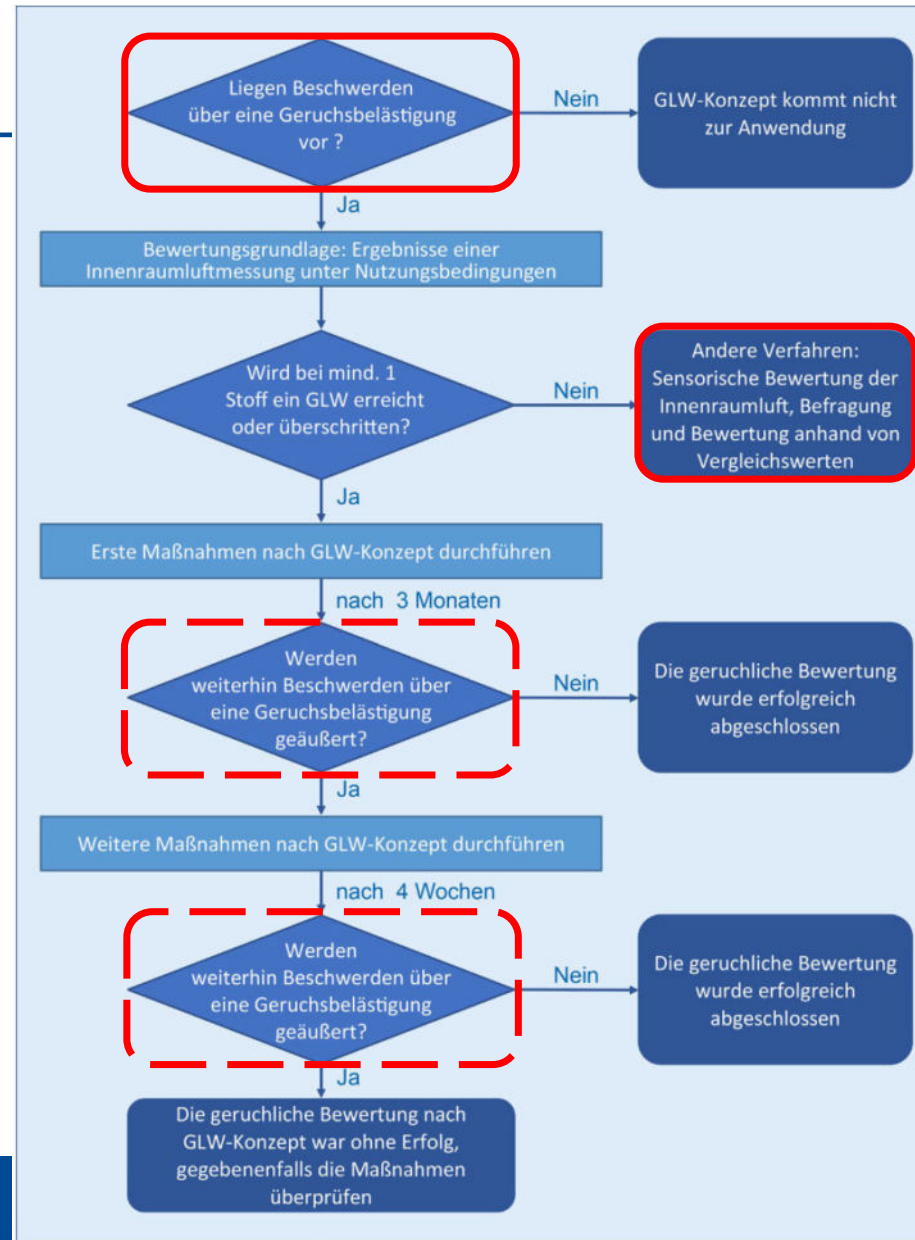 Liegen Beschwerden
über eine Geruchsbelästigung
vor ?
Nein
GLW-Konzept kommt nicht
zur Anwendung
Ja
Bewertungsgrundlage: Ergebnisse einer
Innenraumluftmessung unter Nutzungsbedingungen
Wird bei mind. 1
Stoff ein GLW erreicht
oder überschritten?
Nein
Andere Verfahren:
Sensorische Bewertung der
Innenraumluft, Befragung
und Bewertung anhand von
Vergleichswerten
Ja
Erste Maßnahmen nach GLW-Konzept durchführen
nach 3 Monaten
Werden
weiterhin Beschwerden über
eine Geruchsbelästigung
geäußert?
Nein
Die geruchliche Bewertung
wurde erfolgreich
abgeschlossen
Ja
Weitere Maßnahmen nach GLW-Konzept durchführen
nach 4 Wochen
Werden
weiterhin Beschwerden über
eine Geruchsbelästigung
geäußert?
Nein
Die geruchliche Bewertung
wurde erfolgreich
abgeschlossen
Ja
Die geruchliche Bewertung nach
GLW-Konzept war ohne Erfolg,
gegebenenfalls die Maßnahmen
überprüfen